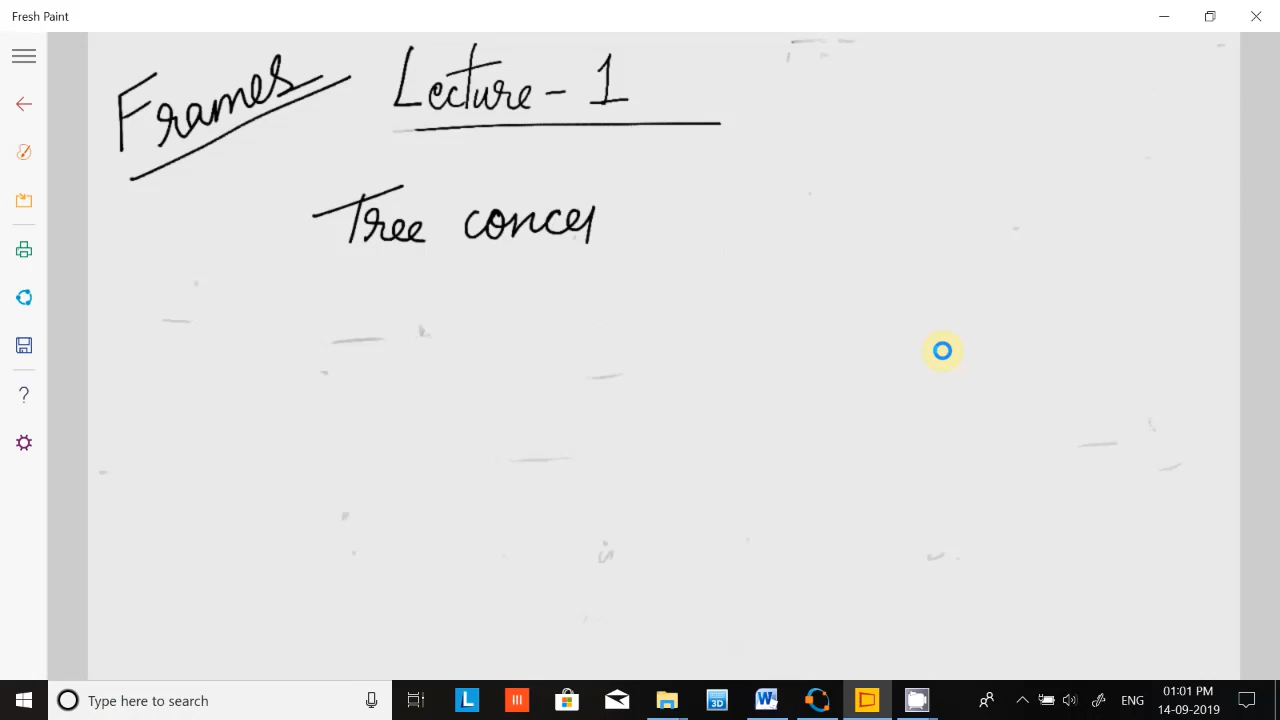 Fresh Paint
Frames
Lecture - 1
Tree concep
?
Type here to search
ENG
01:01 PM
14-09-2019